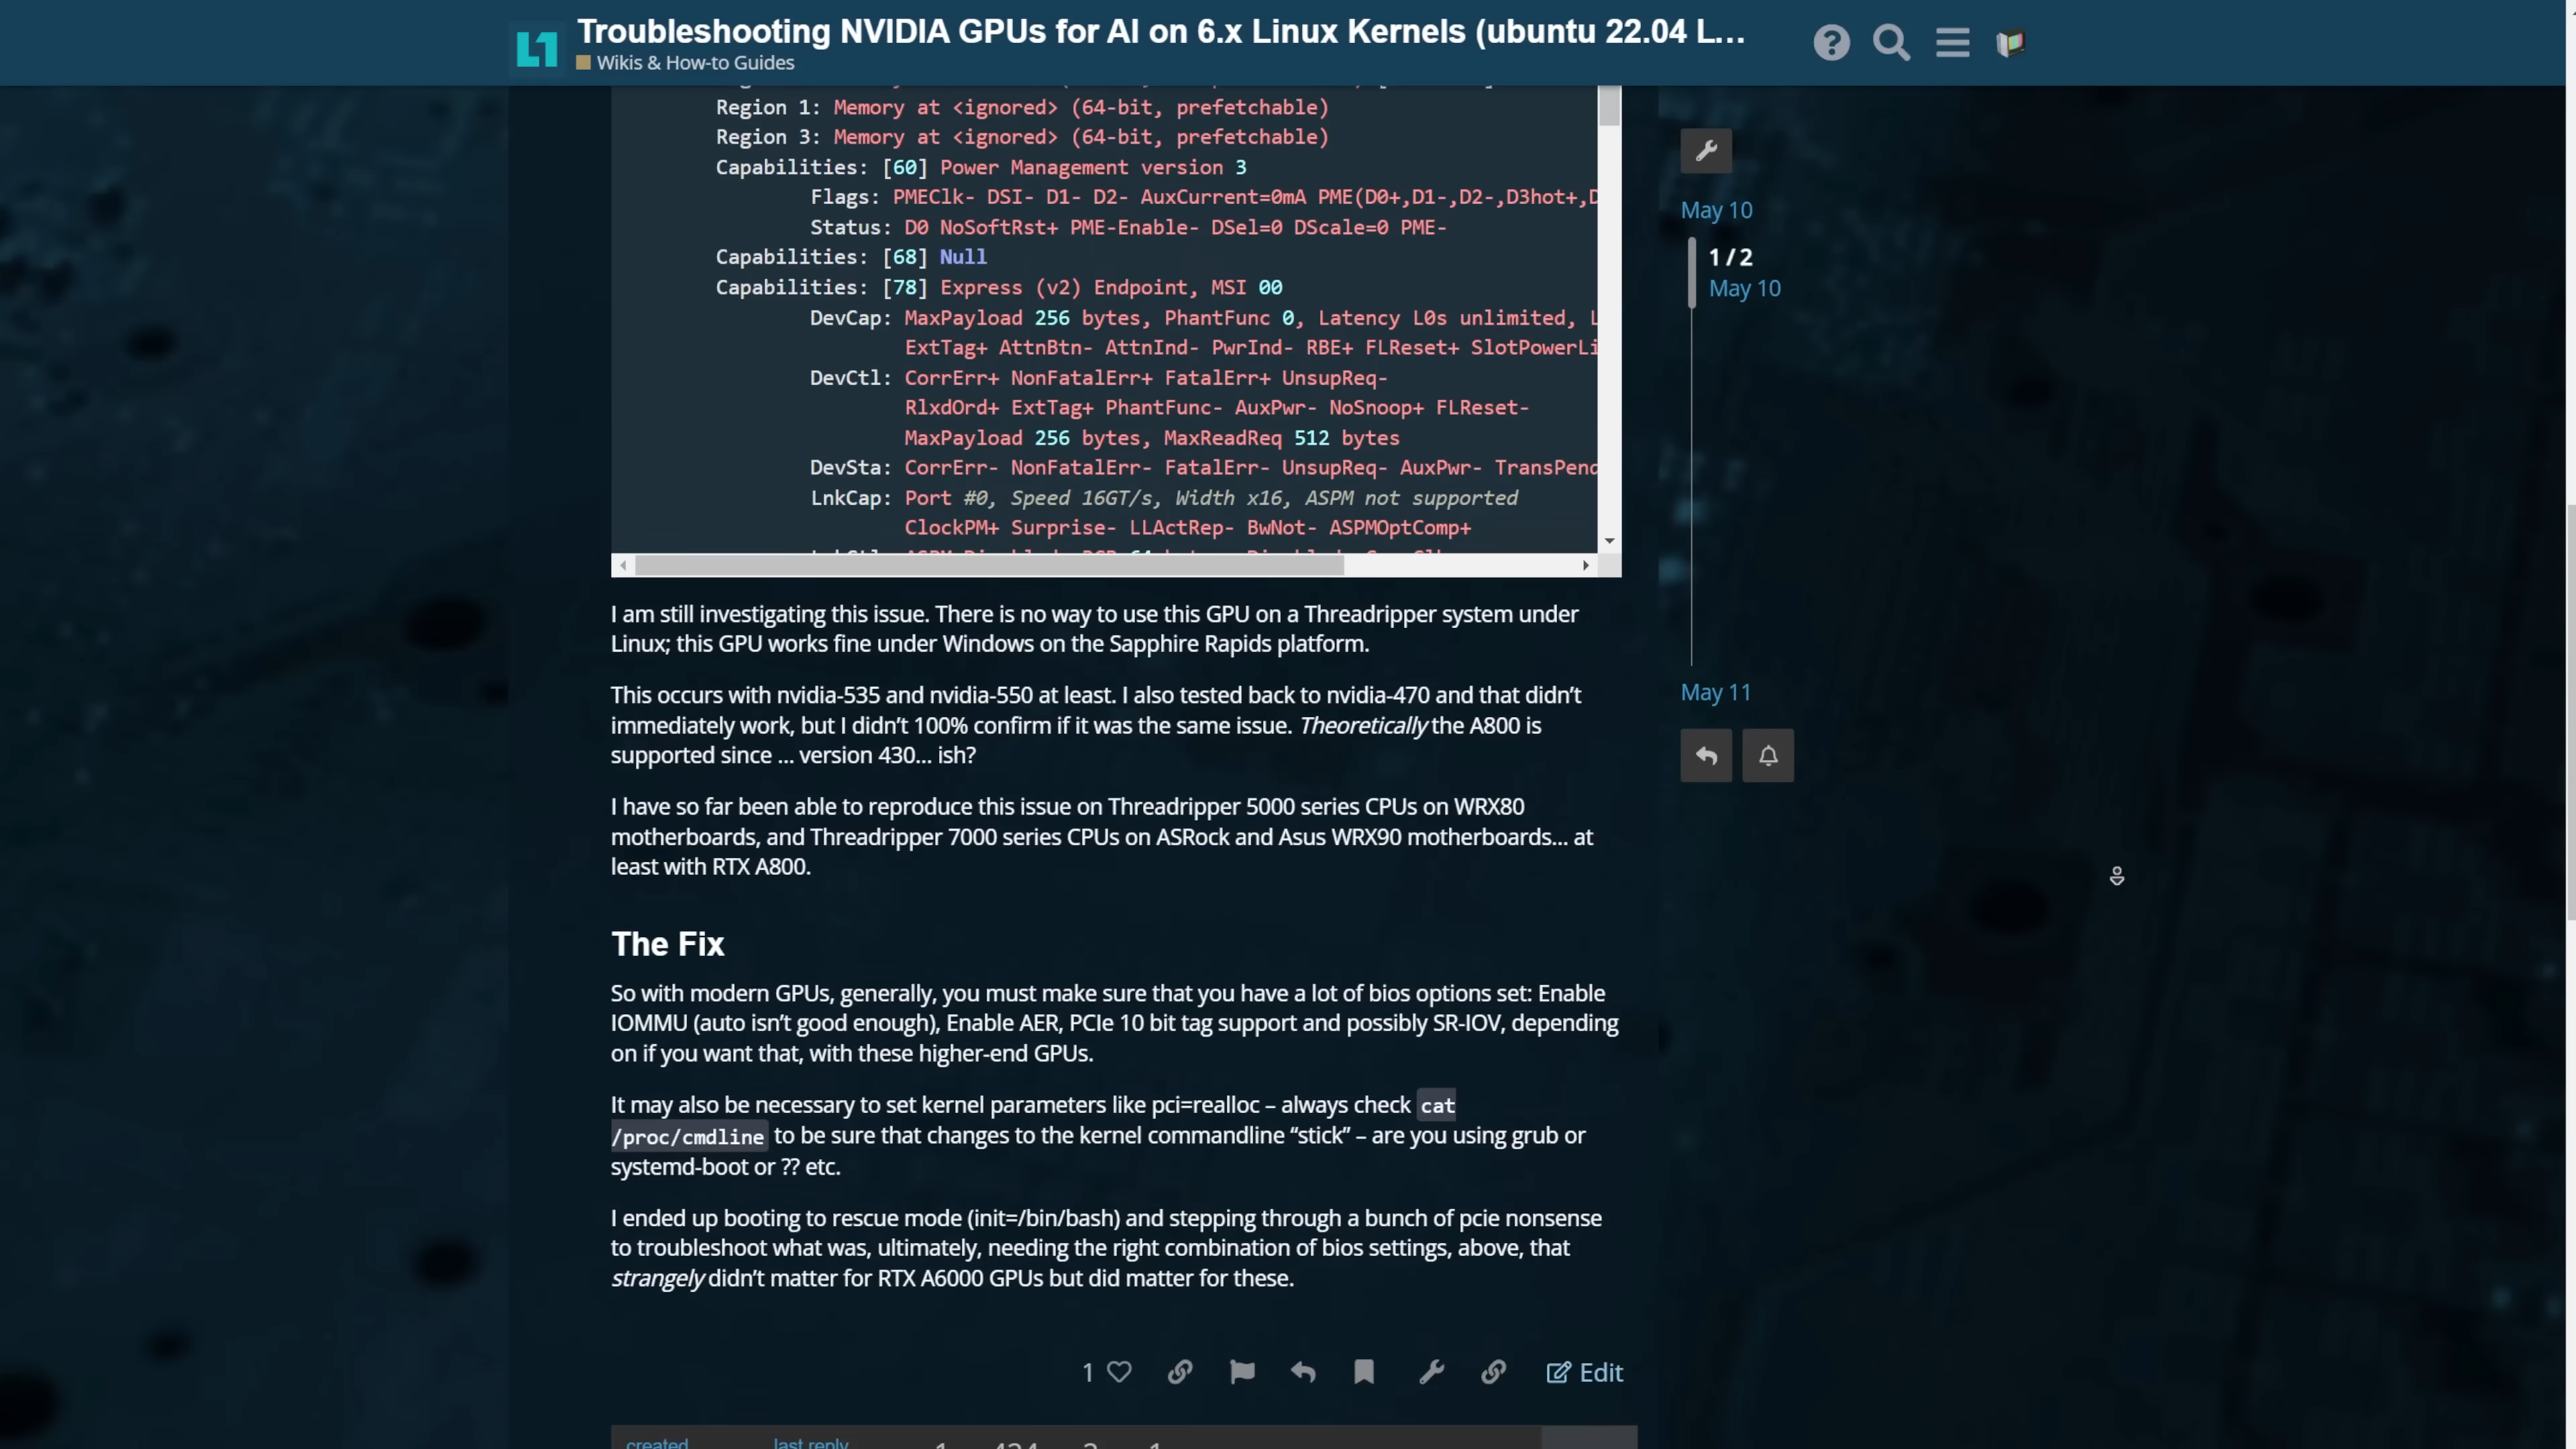 Troubleshooting NVIDIA GPUs for AI on 6.x Linux Kernels (ubuntu 22.04 L...
Wikis & How-to Guides
Region 1: Memory at <ignored> (64-bit, prefetchable)
Region 3: Memory at <ignored> (64-bit, prefetchable)
Capabilities: [60] Power Management version 3
Flags: PMEClk- DSI- D1- D2- AuxCurrent=0mA PME(D0+,D1-,D2-,D3hot+,D
Status: D0 NoSoftRst+ PME-Enable- DSel=0 DScale=0 PME-
Capabilities: [68] Null
Capabilities: [78] Express (v2) Endpoint, MSI 00
DevCap: MaxPayload 256 bytes, PhantFunc 0, Latency L0s unlimited, L
ExtTag+ AttnBtn- AttnInd- PwrInd- RBE+ FLReset+ SlotPowerLi
DevCtl: CorrErr+ NonFatalErr+ FatalErr+ UnsupReq-
RlxdOrd+ ExtTag+ PhantFunc- AuxPwr- NoSnoop+ FLReset-
MaxPayload 256 bytes, MaxReadReq 512 bytes
DevSta: CorrErr- NonFatalErr- FatalErr- UnsupReq- AuxPwr- TransPend
LnkCap: Port #0, Speed 16GT/s, Width x16, ASPM not supported
ClockPM+ Surprise- LLActRep- BwNot- ASPMOptComp+
I am still investigating this issue. There is no way to use this GPU on a Threadripper system under
Linux; this GPU works fine under Windows on the Sapphire Rapids platform.
This occurs with nvidia-535 and nvidia-550 at least. I also tested back to nvidia-470 and that didn't
immediately work, but I didn't 100% confirm if it was the same issue. Theoretically the A800 is
supported since ... version 430... ish?
I have so far been able to reproduce this issue on Threadripper 5000 series CPUs on WRX80
motherboards, and Threadripper 7000 series CPUs on ASRock and Asus WRX90 motherboards... at
least with RTX A800.
The Fix
So with modern GPUs, generally, you must make sure that you have a lot of bios options set: Enable
IOMMU (auto isn't good enough), Enable AER, PCIe 10 bit tag support and possibly SR-IOV, depending
on if you want that, with these higher-end GPUs.
It may also be necessary to set kernel parameters like pci=realloc – always check cat
/proc/cmdline to be sure that changes to the kernel commandline “stick” – are you using grub or
systemd-boot or ?? etc.
I ended up booting to rescue mode (init=/bin/bash) and stepping through a bunch of pcie nonsense
to troubleshoot what was, ultimately, needing the right combination of bios settings, above, that
strangely didn't matter for RTX A6000 GPUs but did matter for these.
1
Edit
created last reply
May 10
1 / 2
May 10
May 11